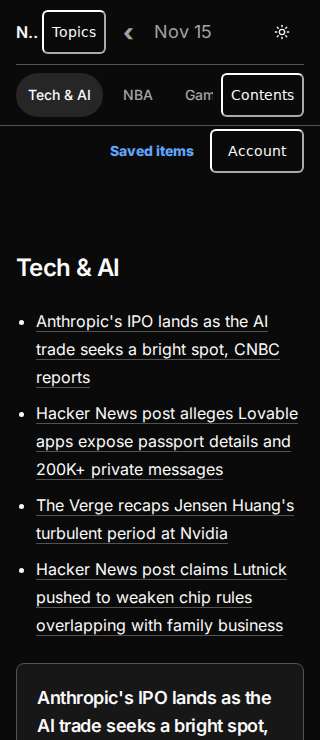 N.. Topics ‹ Nov 15
Tech & AI NBA Gam Contents
Saved items Account
Tech & AI
• Anthropic's IPO lands as the AI
trade seeks a bright spot, CNBC
reports
• Hacker News post alleges Lovable
apps expose passport details and
200K+ private messages
• The Verge recaps Jensen Huang's
turbulent period at Nvidia
• Hacker News post claims Lutnick
pushed to weaken chip rules
overlapping with family business
Anthropic's IPO lands as the
AI trade seeks a bright spot,